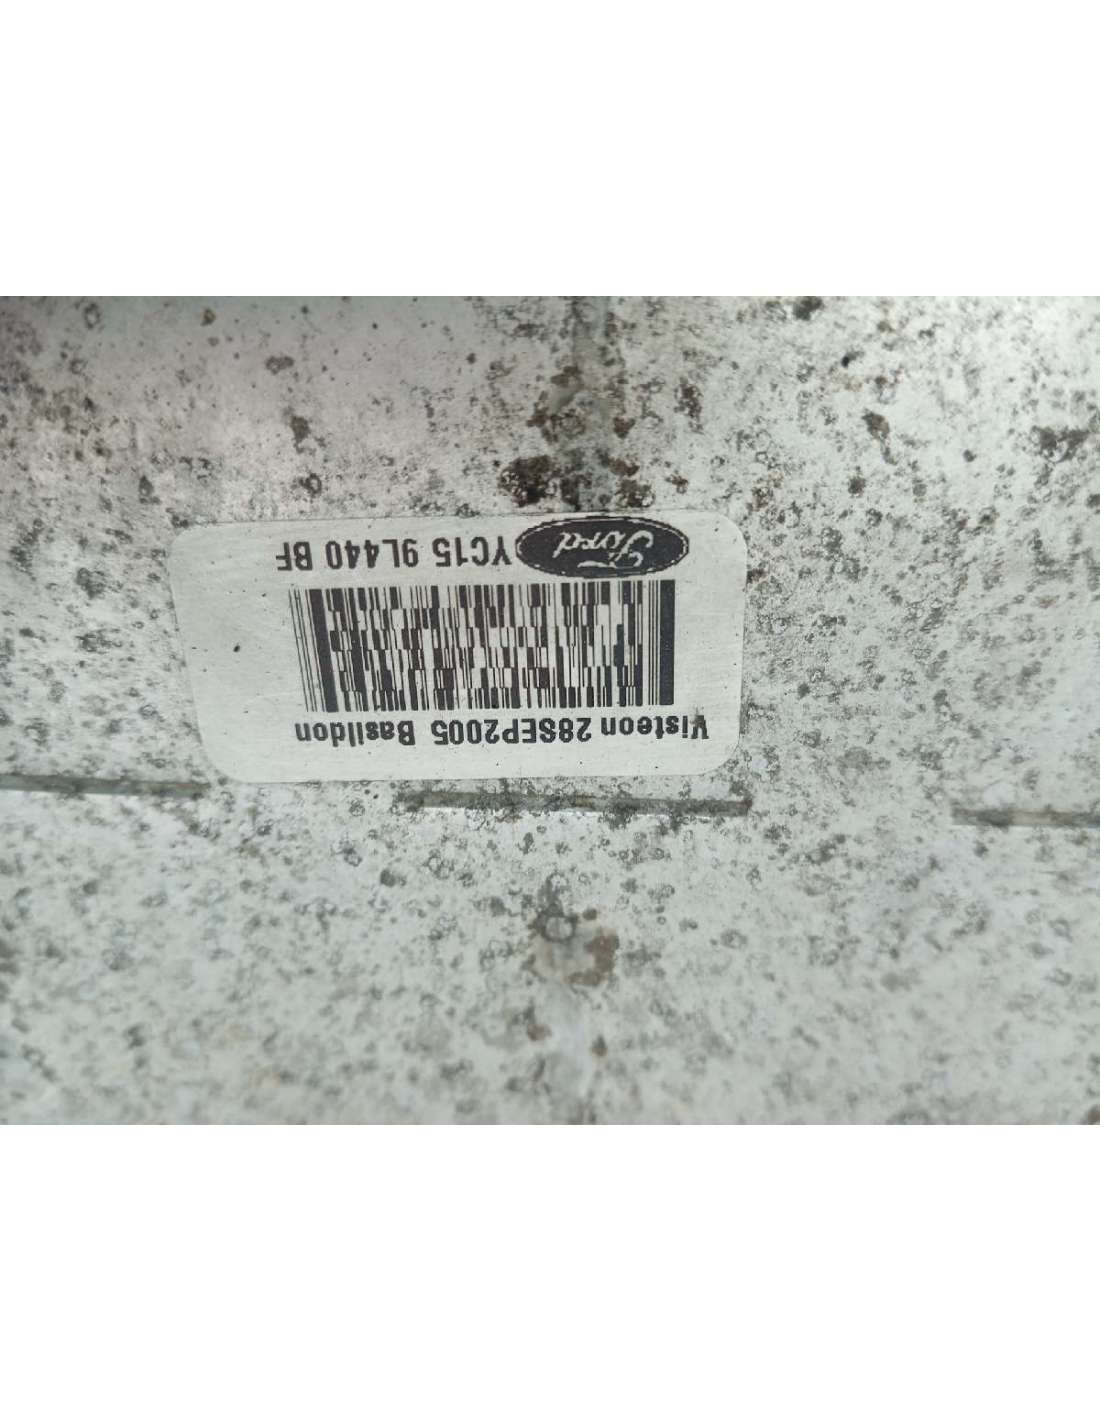 Ford YC15 9L440 BF
Visteon 28SEP2005 Basildon